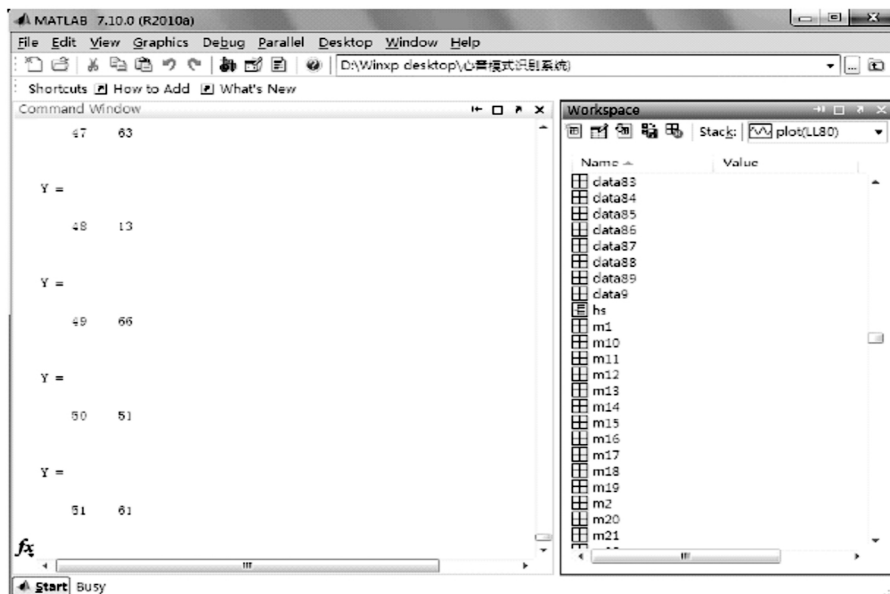 MATLAB 7.10.0 (R2010a)
File Edit View Graphics Debug Parallel Desktop Window Help
D:\Winxp desktop\心音模式识别系统\
Shortcuts How to Add What's New
Command Window
47 63
Y =
48 13
Y =
49 66
Y =
50 51
Y =
51 61
fx
Start Busy
Workspace
Stack: plot(LL80)
Name Value
data83
data84
data85
data86
data87
data88
data89
data9
hs
m1
m10
m11
m12
m13
m14
m15
m16
m17
m18
m19
m2
m20
m21